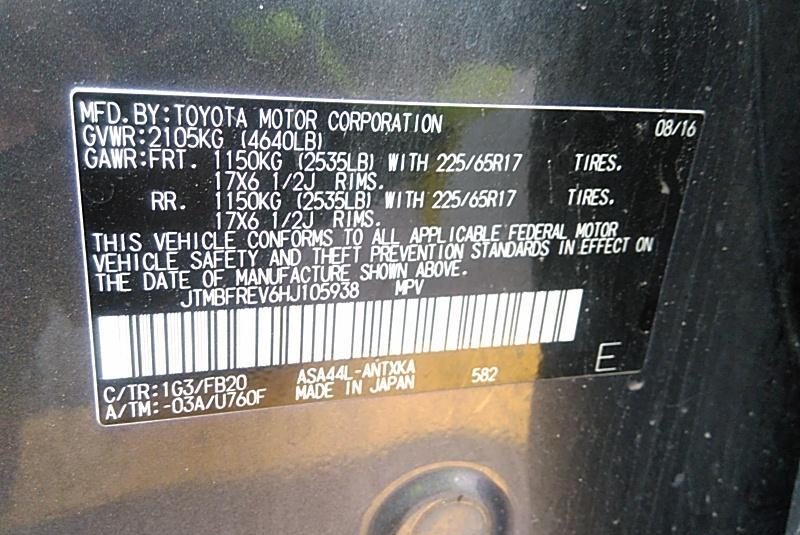 MFD.BY:TOYOTA MOTOR CORPORATION 08/16
GVWR:2105KG (4640LB)
GAWR:FRT. 1150KG (2535LB) WITH 225/65R17 TIRES.
17X6 1/2J RIMS.
RR. 1150KG (2535LB) WITH 225/65R17 TIRES.
17X6 1/2J RIMS.
THIS VEHICLE CONFORMS TO ALL APPLICABLE FEDERAL MOTOR
VEHICLE SAFETY AND THEFT PREVENTION STANDARDS IN EFFECT ON
THE DATE OF MANUFACTURE SHOWN ABOVE.
JTMBFREV6HJ105938 MPV
C/TR:1G3/FB20 ASA44L-ANTXKA 582 E
A/TM:-03A/U760F MADE IN JAPAN